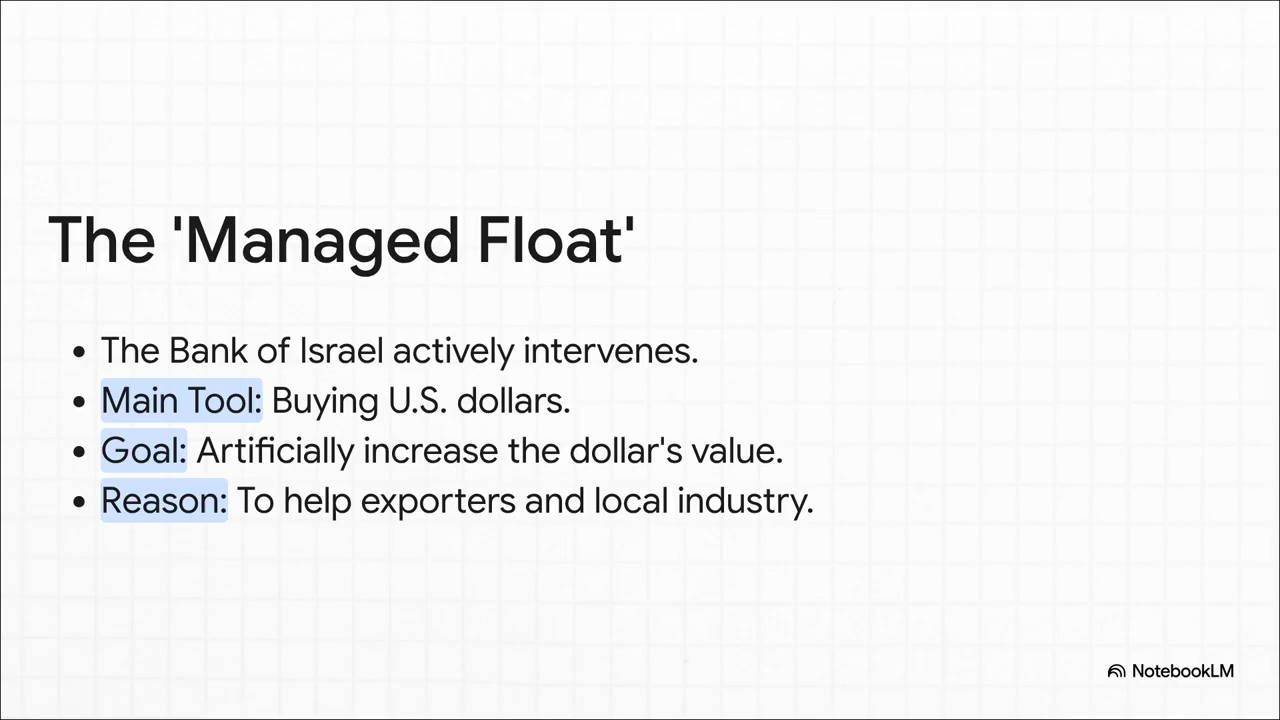 The 'Managed Float'
• The Bank of Israel actively intervenes.
• Main Tool: Buying U.S. dollars.
• Goal: Artificially increase the dollar's value.
• Reason: To help exporters and local industry.
NotebookLM